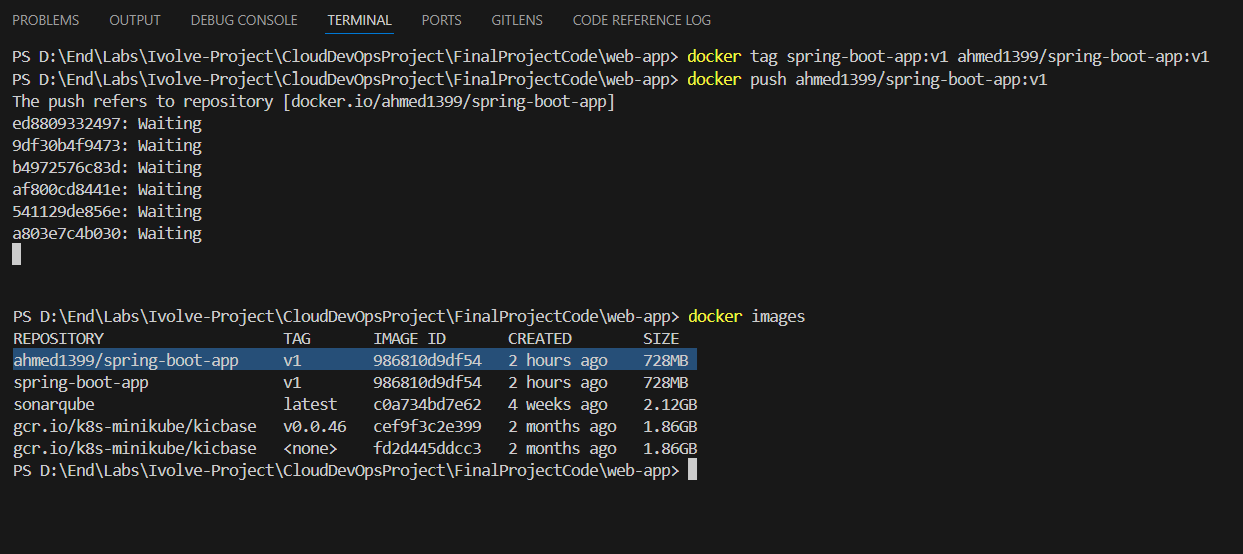 PROBLEMS OUTPUT DEBUG CONSOLE TERMINAL PORTS GITLENS CODE REFERENCE LOG
PS D:\End\Labs\Ivolve-Project\CloudDevOpsProject\FinalProjectCode\web-app> docker tag spring-boot-app:v1 ahmed1399/spring-boot-app:v1
PS D:\End\Labs\Ivolve-Project\CloudDevOpsProject\FinalProjectCode\web-app> docker push ahmed1399/spring-boot-app:v1
The push refers to repository [docker.io/ahmed1399/spring-boot-app]
ed8809332497: Waiting
9df30b4f9473: Waiting
b4972576c83d: Waiting
af800cd8441e: Waiting
541129de856e: Waiting
a803e7c4b030: Waiting
PS D:\End\Labs\Ivolve-Project\CloudDevOpsProject\FinalProjectCode\web-app> docker images
REPOSITORY TAG IMAGE ID CREATED SIZE
ahmed1399/spring-boot-app v1 986810d9df54 2 hours ago 728MB
spring-boot-app v1 986810d9df54 2 hours ago 728MB
sonarqube latest c0a734bd7e62 4 weeks ago 2.12GB
gcr.io/k8s-minikube/kicbase v0.0.46 cef9f3c2e399 2 months ago 1.86GB
gcr.io/k8s-minikube/kicbase <none> fd2d445ddcc3 2 months ago 1.86GB
PS D:\End\Labs\Ivolve-Project\CloudDevOpsProject\FinalProjectCode\web-app>